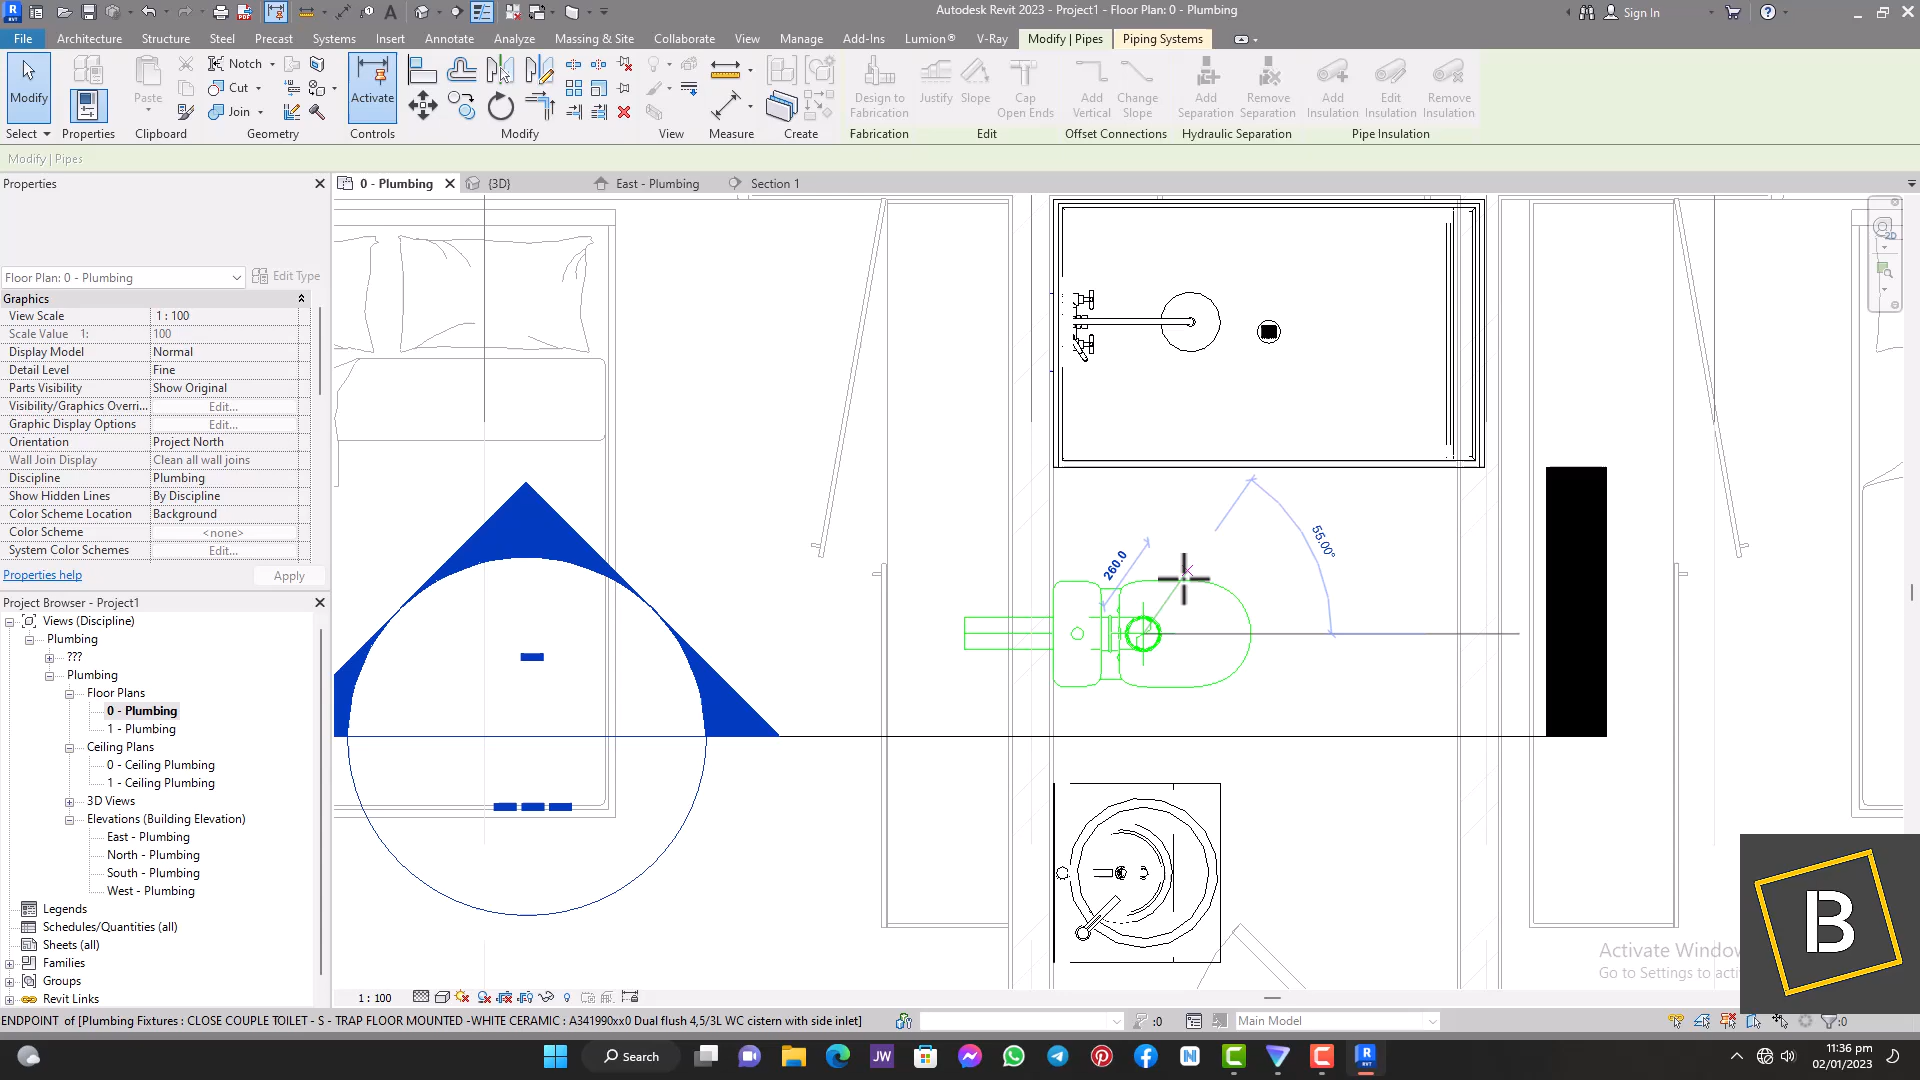 Autodesk Revit 2023 - Project1 - Floor Plan: 0 - Plumbing
Sign In
File Architecture Structure Steel Precast Systems Insert Annotate Analyze Massing & Site Collaborate View Manage Add-Ins Lumion® V-Ray Modify | Pipes Piping Systems
Modify
Select
Properties
Paste
Clipboard
Notch
Cut
Join
Geometry
Activate
Controls
Modify
View
Measure
Create
Design to Fabrication
Fabrication
Justify
Slope
Cap Open Ends
Edit
Add Vertical
Change Slope
Offset Connections
Add Separation
Remove Separation
Hydraulic Separation
Add Insulation
Edit Insulation
Remove Insulation
Pipe Insulation
Modify | Pipes
Properties
0 - Plumbing
{3D}
East - Plumbing
Section 1
Floor Plan: 0 - Plumbing
Edit Type
Graphics
View Scale 1 : 100
Scale Value 1: 100
Display Model Normal
Detail Level Fine
Parts Visibility Show Original
Visibility/Graphics Overri... Edit...
Graphic Display Options Edit...
Orientation Project North
Wall Join Display Clean all wall joins
Discipline Plumbing
Show Hidden Lines By Discipline
Color Scheme Location Background
Color Scheme <none>
System Color Schemes Edit...
Properties help
Apply
Project Browser - Project1
Views (Discipline)
Plumbing
???
Plumbing
Floor Plans
0 - Plumbing
1 - Plumbing
Ceiling Plans
0 - Ceiling Plumbing
1 - Ceiling Plumbing
3D Views
Elevations (Building Elevation)
East - Plumbing
North - Plumbing
South - Plumbing
West - Plumbing
Legends
Schedules/Quantities (all)
Sheets (all)
Families
Groups
Revit Links
260.0
55.00°
2D
Activate Window
Go to Settings to acti
B
1 : 100
ENDPOINT of [Plumbing Fixtures : CLOSE COUPLE TOILET - S - TRAP FLOOR MOUNTED -WHITE CERAMIC : A341990xx0 Dual flush 4,5/3L WC cistern with side inlet]
:0
Main Model
:0
Search
JW
11:36 pm
02/01/2023